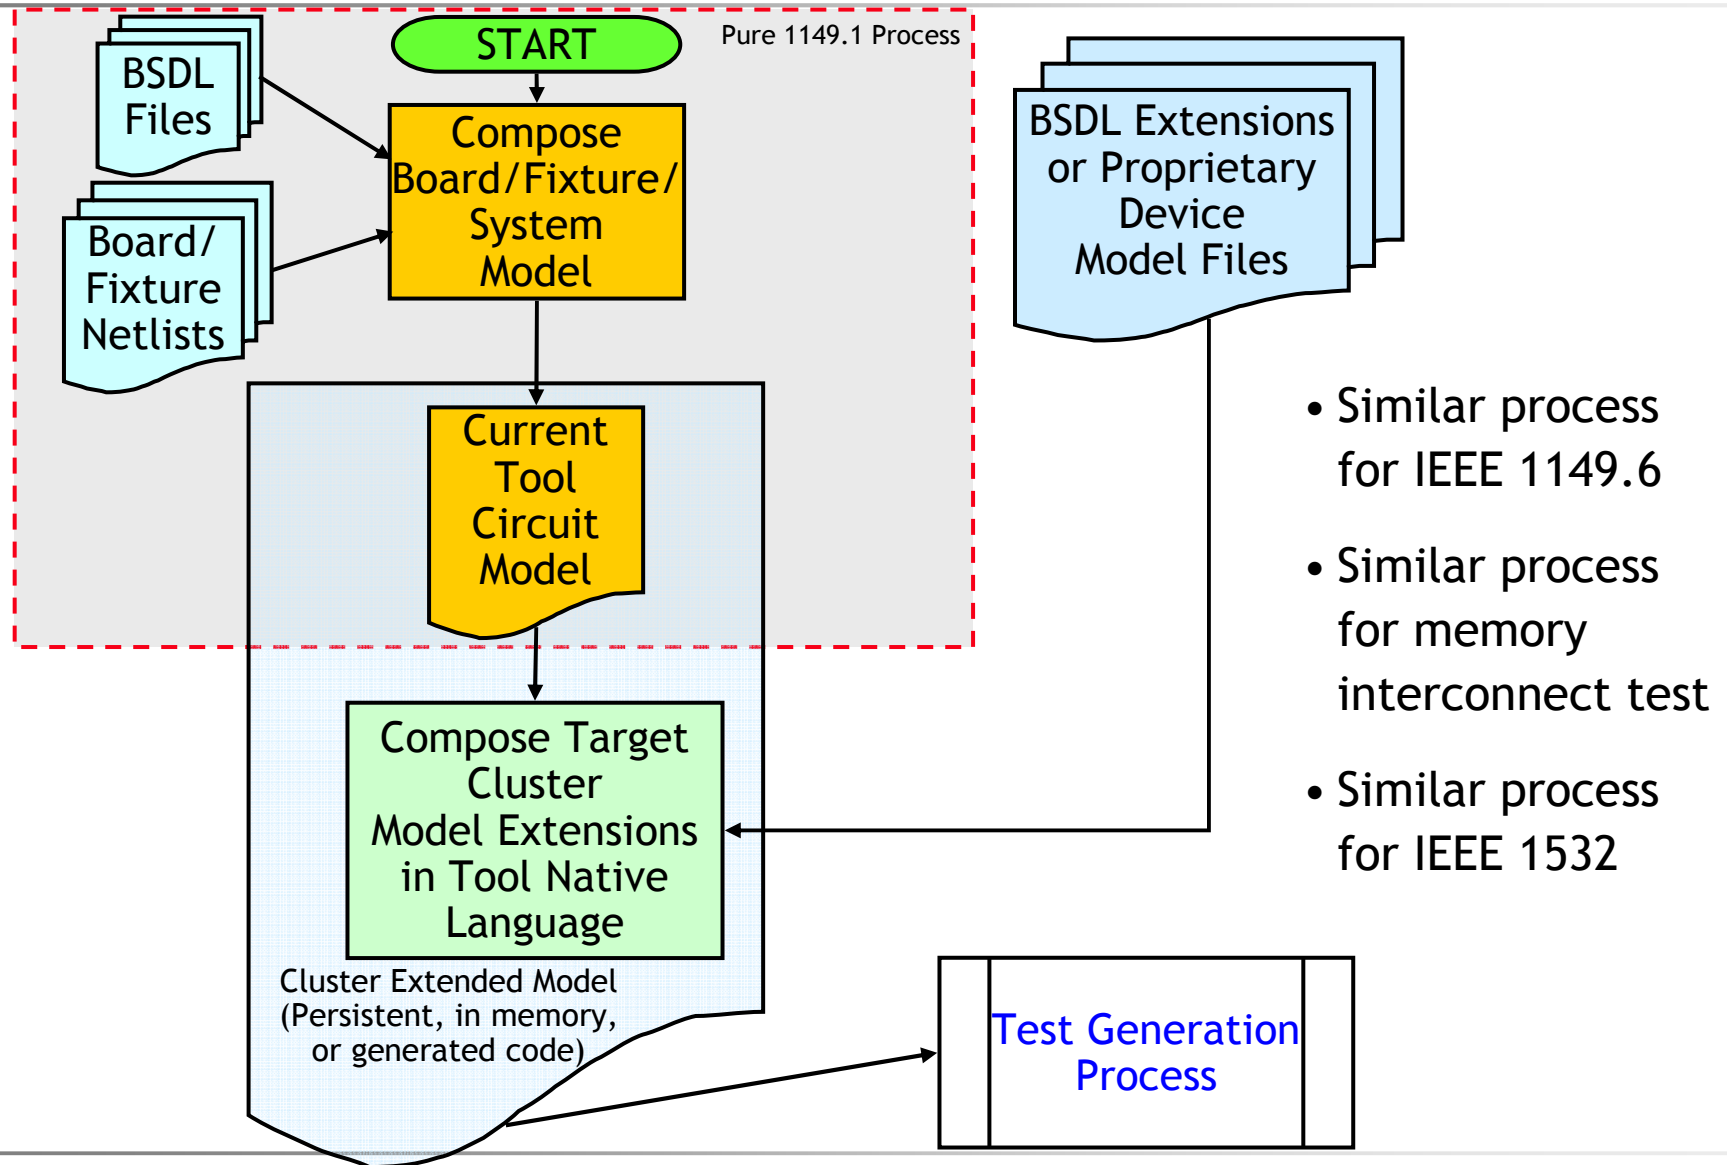 START
Pure 1149.1 Process
BSDL
Files
Compose
Board/Fixture/
System
Model
Board/
Fixture
Netlists
BSDL Extensions
or Proprietary
Device
Model Files
Current
Tool
Circuit
Model
Compose Target
Cluster
Model Extensions
in Tool Native
Language
Cluster Extended Model
(Persistent, in memory,
or generated code)
Test Generation
Process
• Similar process
for IEEE 1149.6
• Similar process
for memory
interconnect test
• Similar process
for IEEE 1532